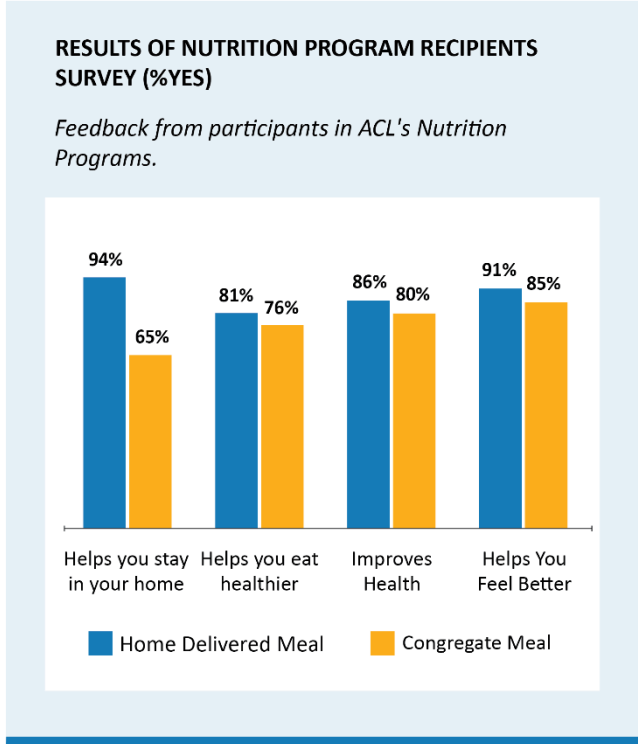 RESULTS OF NUTRITION PROGRAM RECIPIENTS
SURVEY (%YES)
Feedback from participants in ACL's Nutrition
Programs.
94%
65%
81%
76%
86%
80%
91%
85%
Helps you stay
in your home
Helps you eat
healthier
Improves
Health
Helps You
Feel Better
Home Delivered Meal
Congregate Meal